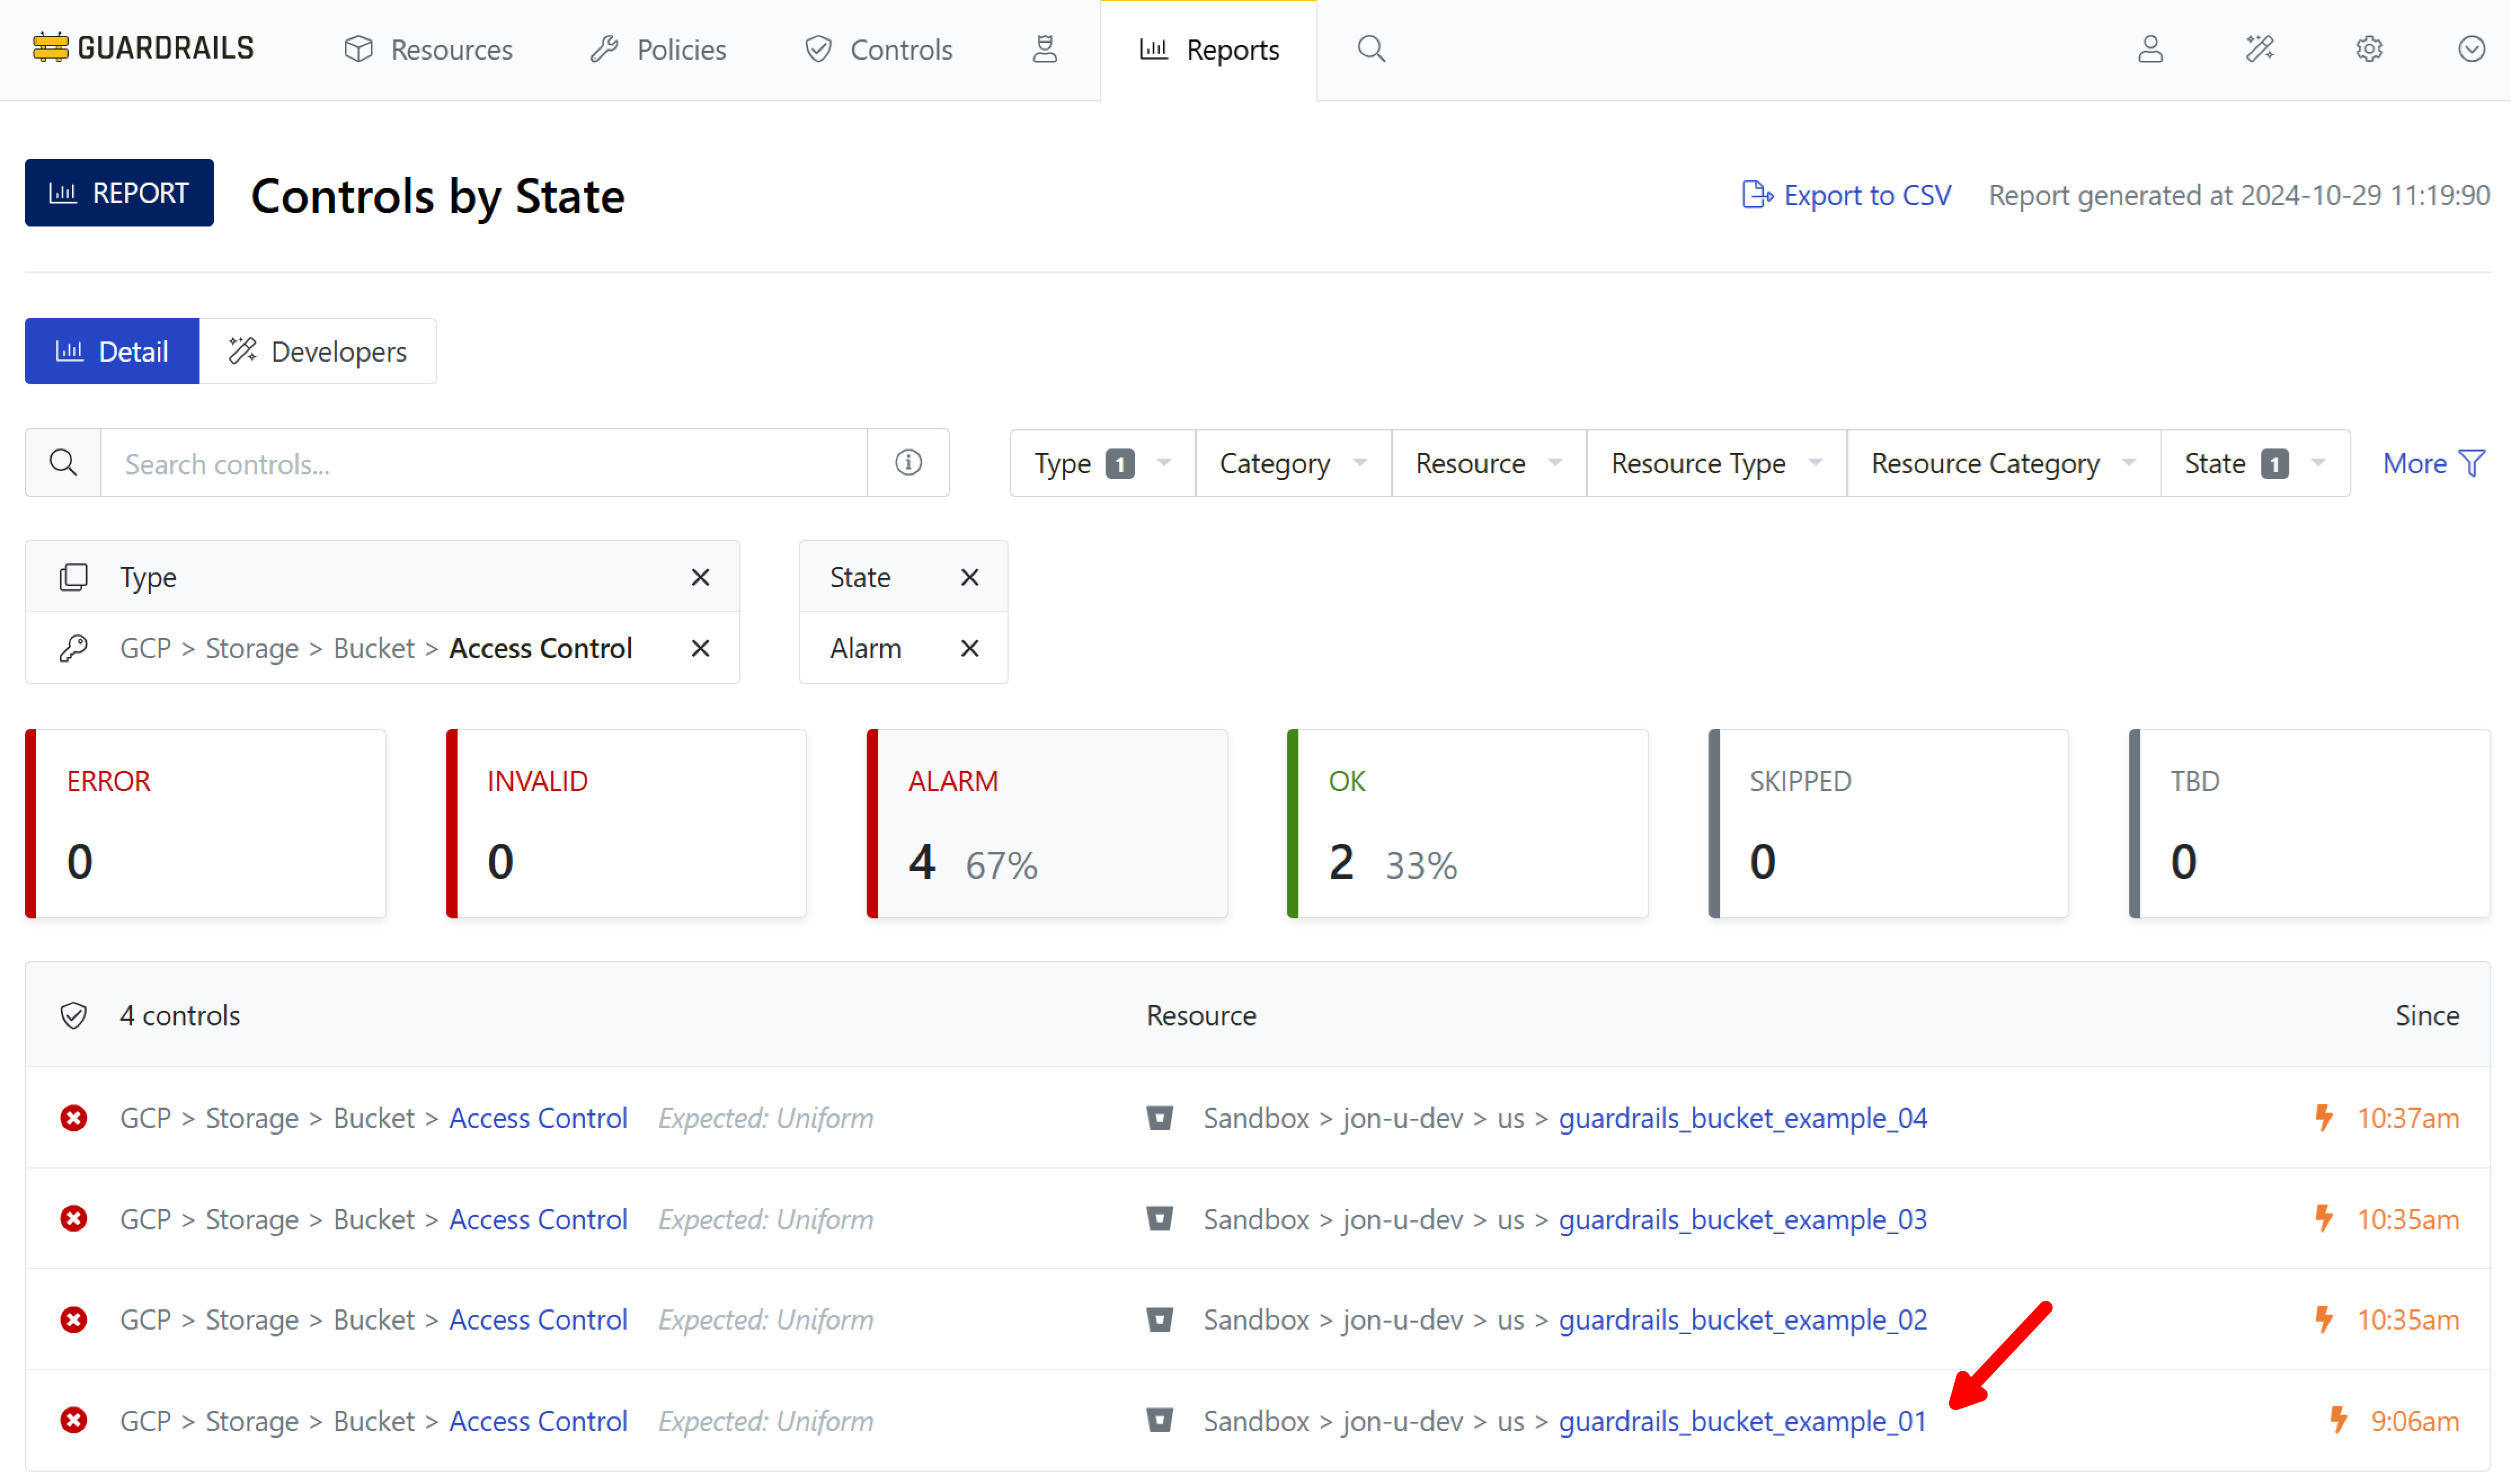 GUARDRAILS Resources Policies Controls Reports
REPORT Controls by State Export to CSV Report generated at 2024-10-29 11:19:90
Detail Developers
Search controls... Type 1 Category Resource Resource Type Resource Category State 1 More
Type State
GCP > Storage > Bucket > Access Control Alarm
ERROR INVALID ALARM OK SKIPPED TBD
0 0 4 67% 2 33% 0 0
4 controls Resource Since
GCP > Storage > Bucket > Access Control Expected: Uniform Sandbox > jon-u-dev > us > guardrails_bucket_example_04 10:37am
GCP > Storage > Bucket > Access Control Expected: Uniform Sandbox > jon-u-dev > us > guardrails_bucket_example_03 10:35am
GCP > Storage > Bucket > Access Control Expected: Uniform Sandbox > jon-u-dev > us > guardrails_bucket_example_02 10:35am
GCP > Storage > Bucket > Access Control Expected: Uniform Sandbox > jon-u-dev > us > guardrails_bucket_example_01 9:06am